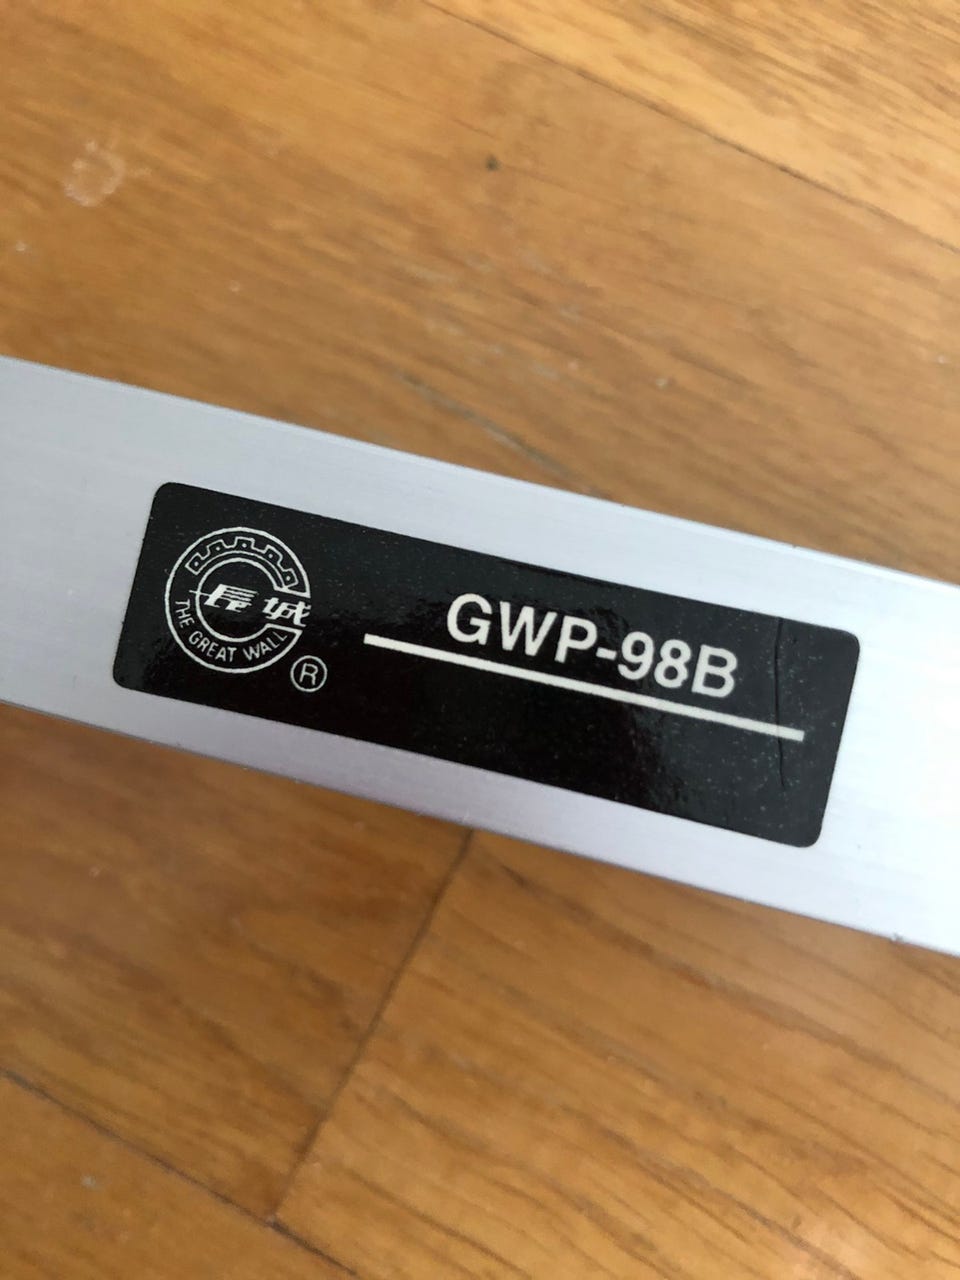 長城
THE GREAT WALL
®
GWP-98B